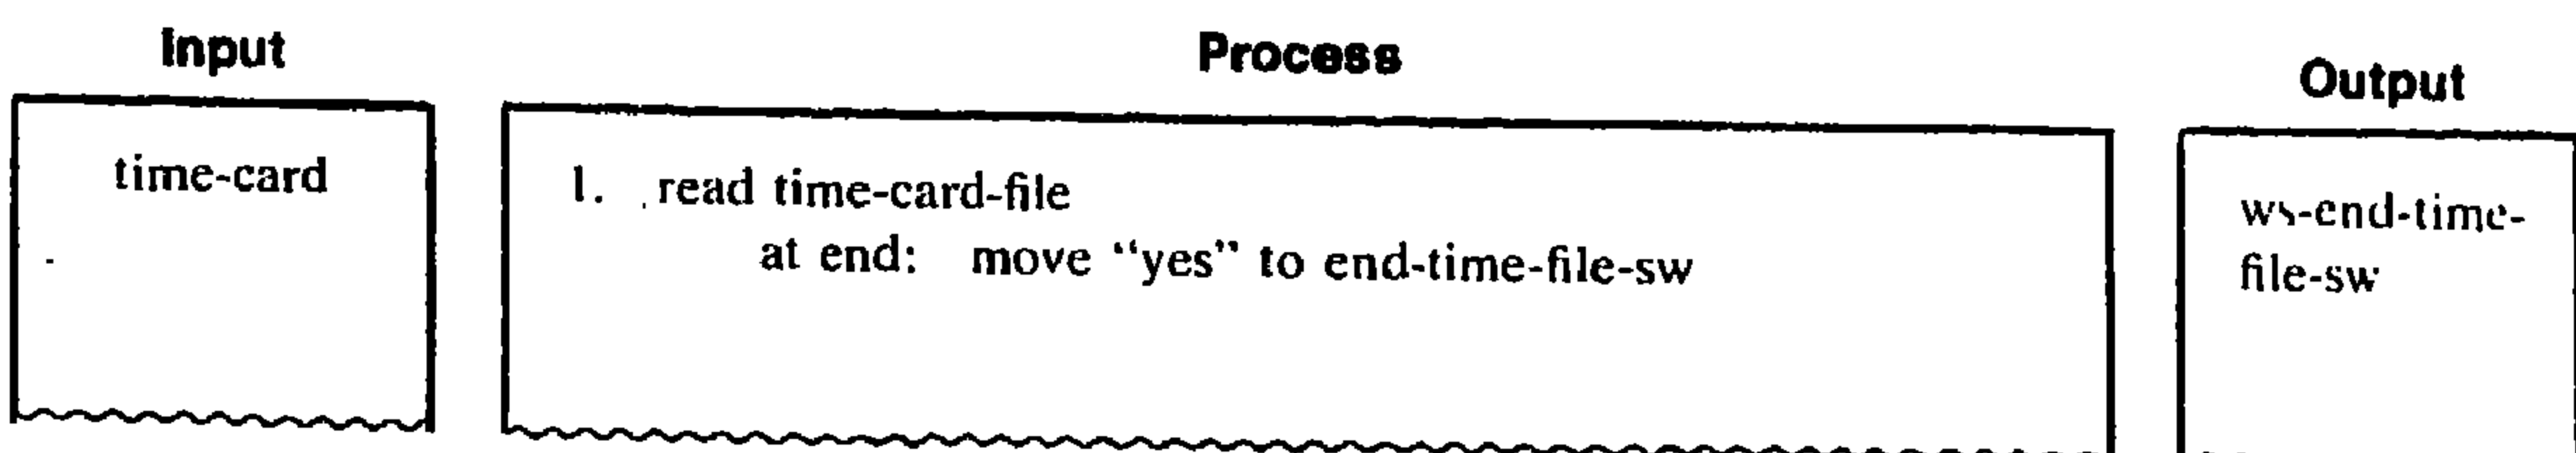 Input
Process
Output
time-card
1. read time-card-file
at end: move “yes” to end-time-file-sw
ws-end-time-
file-sw